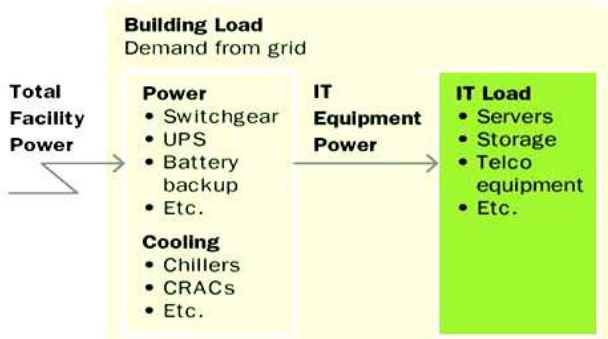 Building Load
Demand from grid
Total
Facility
Power
Power
• Switchgear
• UPS
• Battery
backup
• Etc.
Cooling
• Chillers
• CRACs
• Etc.
IT
Equipment
Power
IT Load
• Servers
• Storage
• Telco
equipment
• Etc.